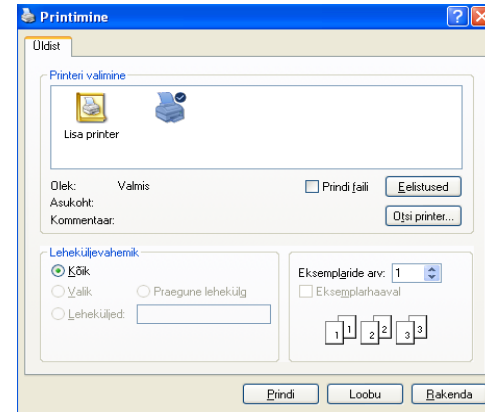 Printimine
Üldist
Printeri valimine
Lisa printer
Olek: Valmis
Prindi faili
Eelistused
Asukoht:
Kommentaar:
Otsi printer...
Leheküljevahemik
Kõik
Valik
Praegune lehekülg
Leheküljed:
Eksemplaride arv: 1
Eksemplarhaaval
1 1 2 2 3 3
Prindi
Loobu
Rakenda